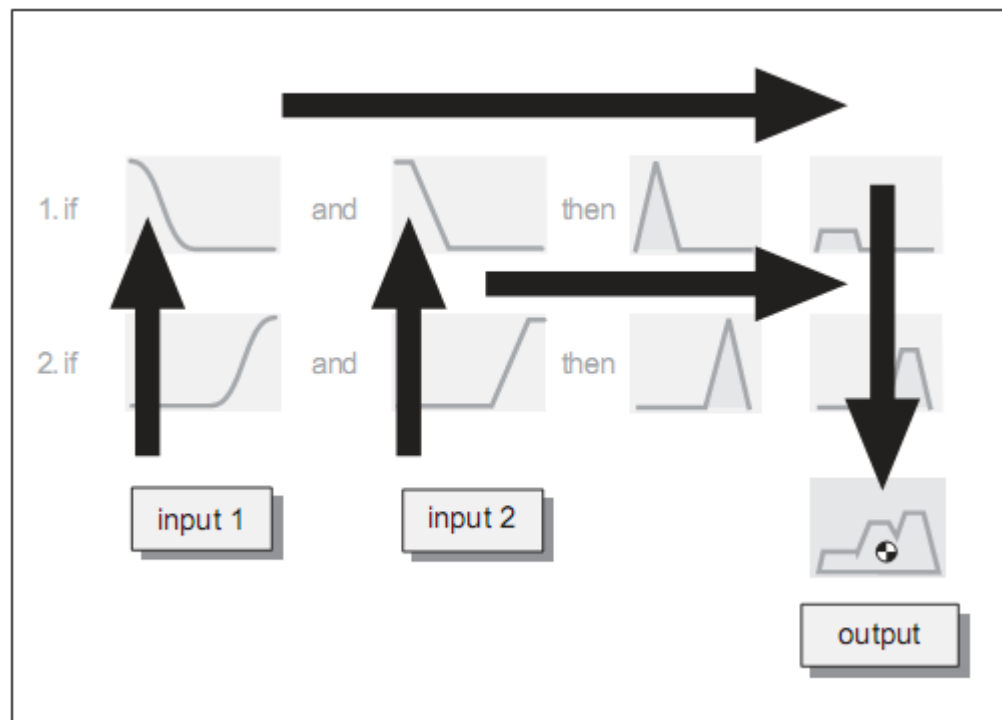 1. if and then
2. if and then
input 1 input 2
output